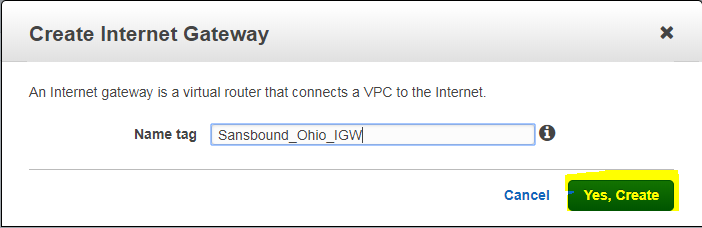 Create Internet Gateway
An Internet gateway is a virtual router that connects a VPC to the Internet.
Name tag Sansbound_Ohio_IGW
Cancel Yes, Create